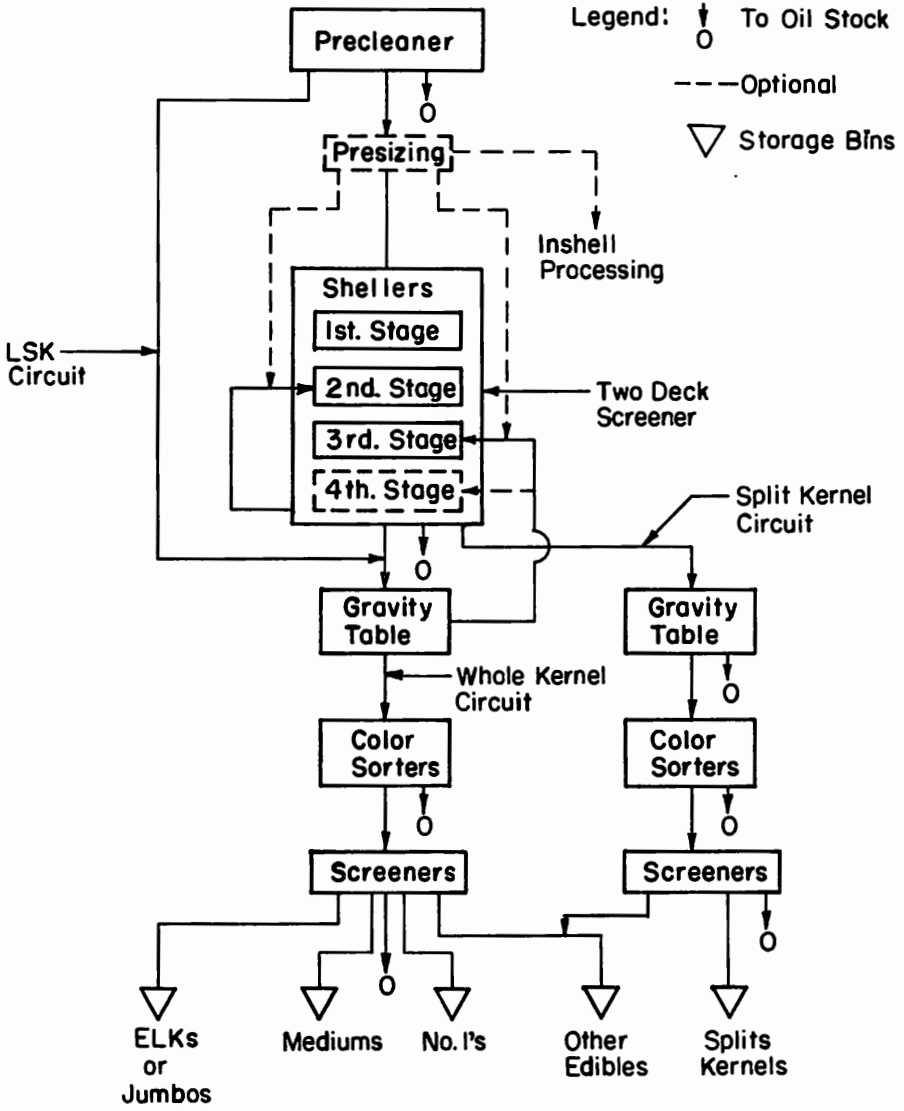 Precleaner
Legend:
To Oil Stock
O
O
Optional
Presizing
Storage Bins
Inshell
Processing
Shellers
1st. Stage
LSK
Circuit
2nd. Stage
Two Deck
Screener
3rd. Stage
4th. Stage
Split Kernel
Circuit
O
Gravity
Table
Gravity
Table
Whole Kernel
Circuit
O
Color
Sorters
Color
Sorters
O
O
Screeners
Screeners
O
O
ELKs
or
Jumbos
Mediums
No. 1's
Other
Edibles
Splits
Kernels